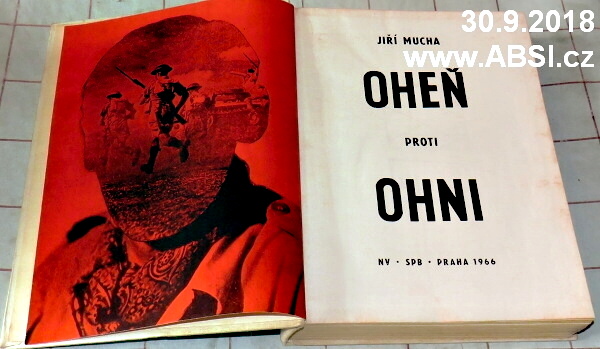 30.9.2018
www.ABSI.cz
JIŘÍ MUCHA
OHEŇ
PROTI
OHNI
NV · SPB · PRAHA 1966